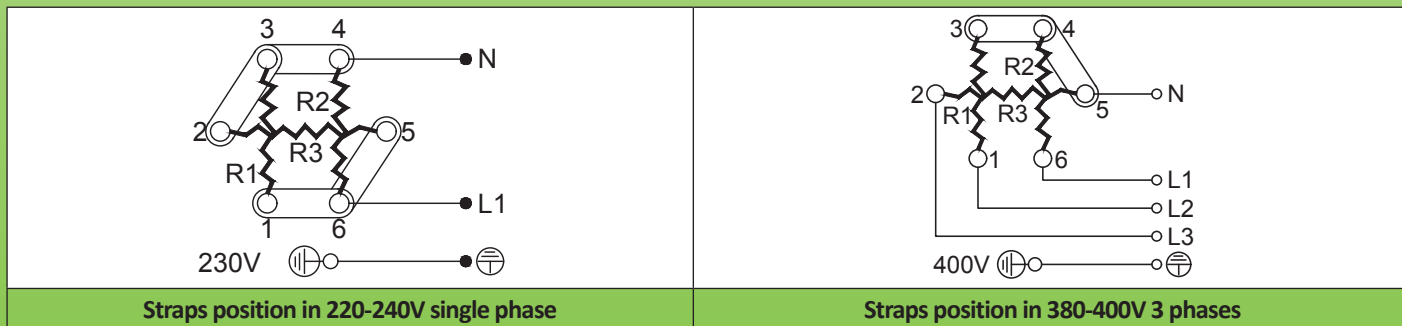 3 4
N
R2
2 5
R3
R1
L1
1 6
230V
Straps position in 220-240V single phase
3 4
R2
2 5 N
R1 R3
1 6
L1
L2
L3
400V
Straps position in 380-400V 3 phases